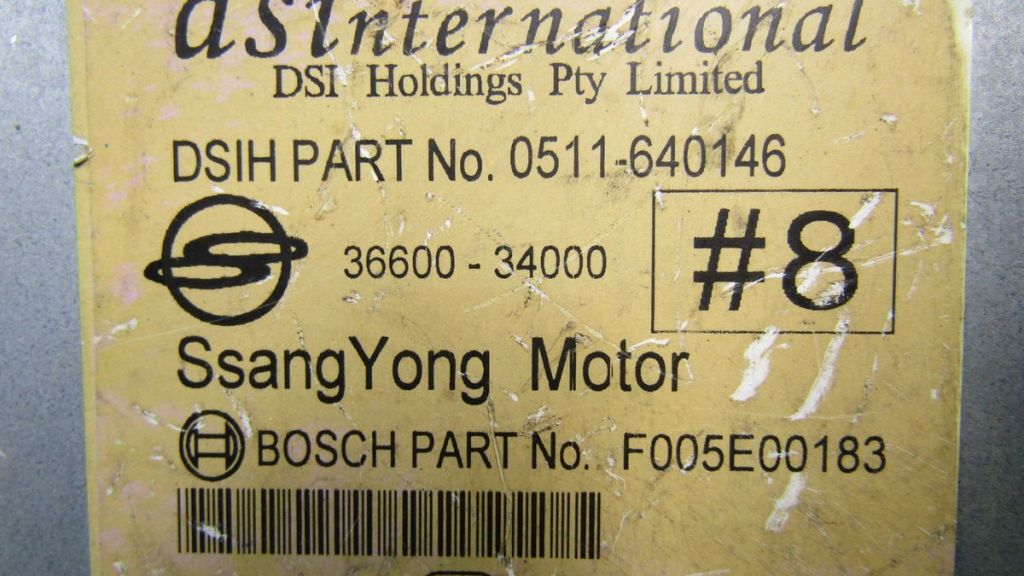 dsInternational
DSI Holdings Pty Limited
DSIH PART No. 0511-640146
36600 - 34000
#8
SsangYong Motor
BOSCH PART No. F005E00183